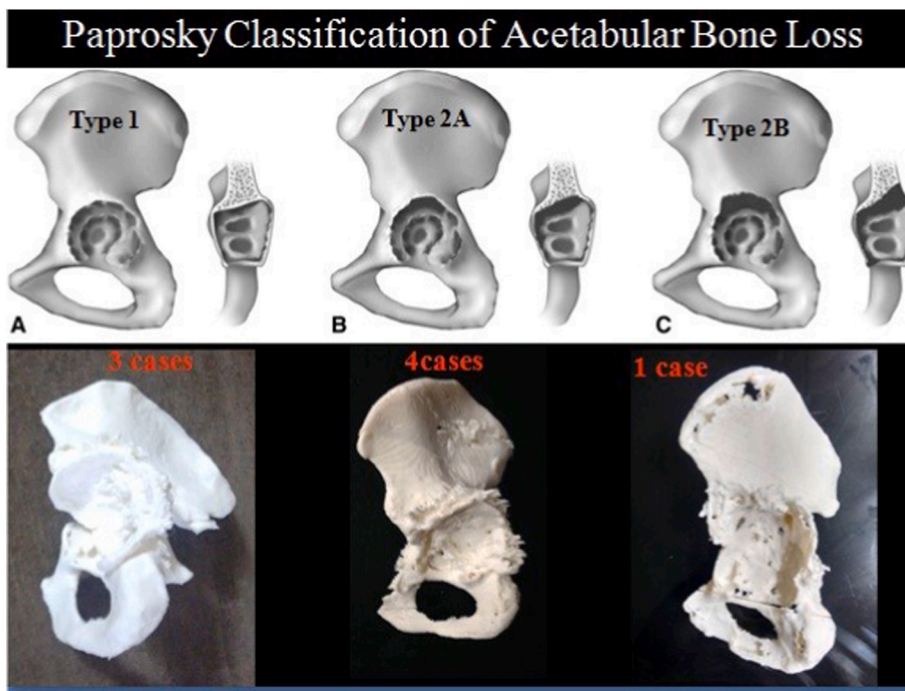 Paprosky Classification of Acetabular Bone Loss
Type 1
Type 2A
Type 2B
A
B
C
3 cases
4cases
1 case